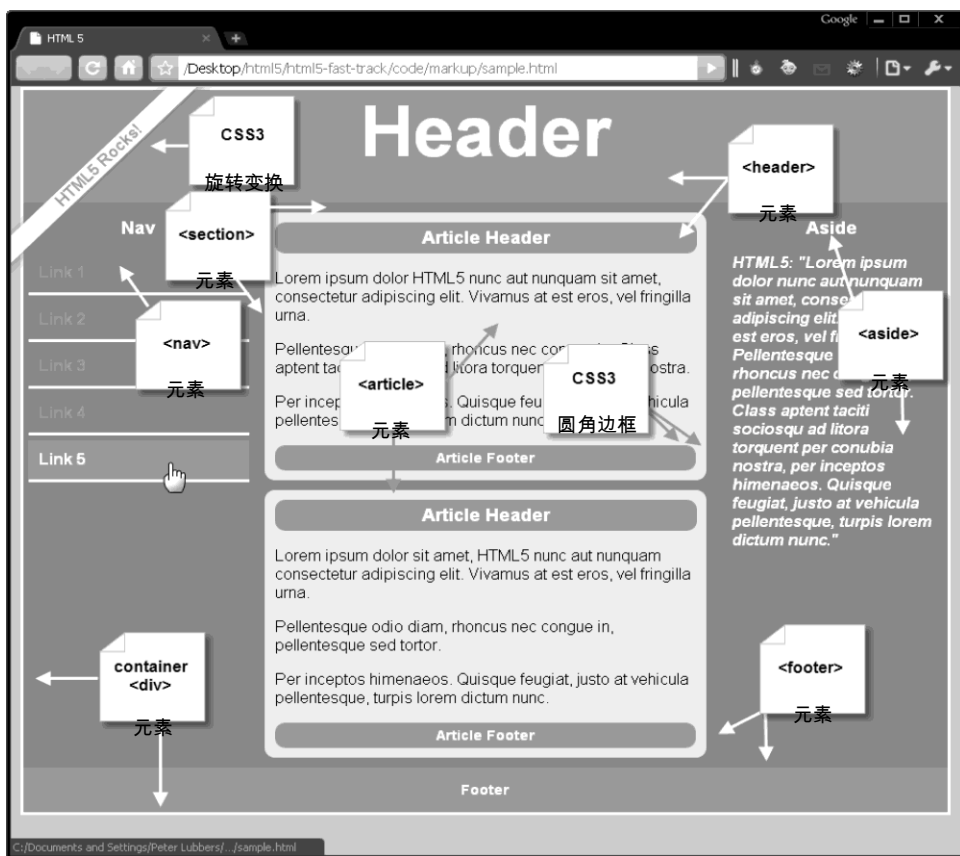 Google
HTML 5
/Desktop/html5/html5-fast-track/code/markup/sample.html
HTML5 Rocks!
CSS3
旋转变换
Header
<header>
元素
Nav
<section>
元素
Link 1
Link 2
Link 3
Link 4
Link 5
<nav>
元素
Article Header
Lorem ipsum dolor HTML5 nunc aut nunquam sit amet,
consectetur adipiscing elit. Vivamus at est eros, vel fringilla
urna.
rhoncus nec
aptent litora torquer ostra.
Per Quisque feu
dictum nunc
<article>
元素
CSS3
圆角边框
Article Footer
Article Header
Lorem ipsum dolor sit amet, HTML5 nunc aut nunquam
consectetur adipiscing elit. Vivamus at est eros, vel fringilla
urna.
Pellentesque odio diam, rhoncus nec congue in,
pellentesque sed tortor.
Per inceptos himenaeos. Quisque feugiat, justo at vehicula
pellentesque, turpis lorem dictum nunc.
Article Footer
Aside
HTML5: "Lorem ipsum
dolor nunc aut nunquam
sit amet,
adipiscing elit.
est eros, vel
Pellentesque
rhoncus nec
pellentesque sed tortor.
Class aptent taciti
sociosqu ad litora
torquent per conubia
nostra, per inceptos
himenaeos. Quisque
feugiat, justo at vehicula
pellentesque, turpis lorem
dictum nunc."
<aside>
元素
container
<div>
元素
<footer>
元素
Footer
C:/Documents and Settings/Peter Lubbers/.../sample.html